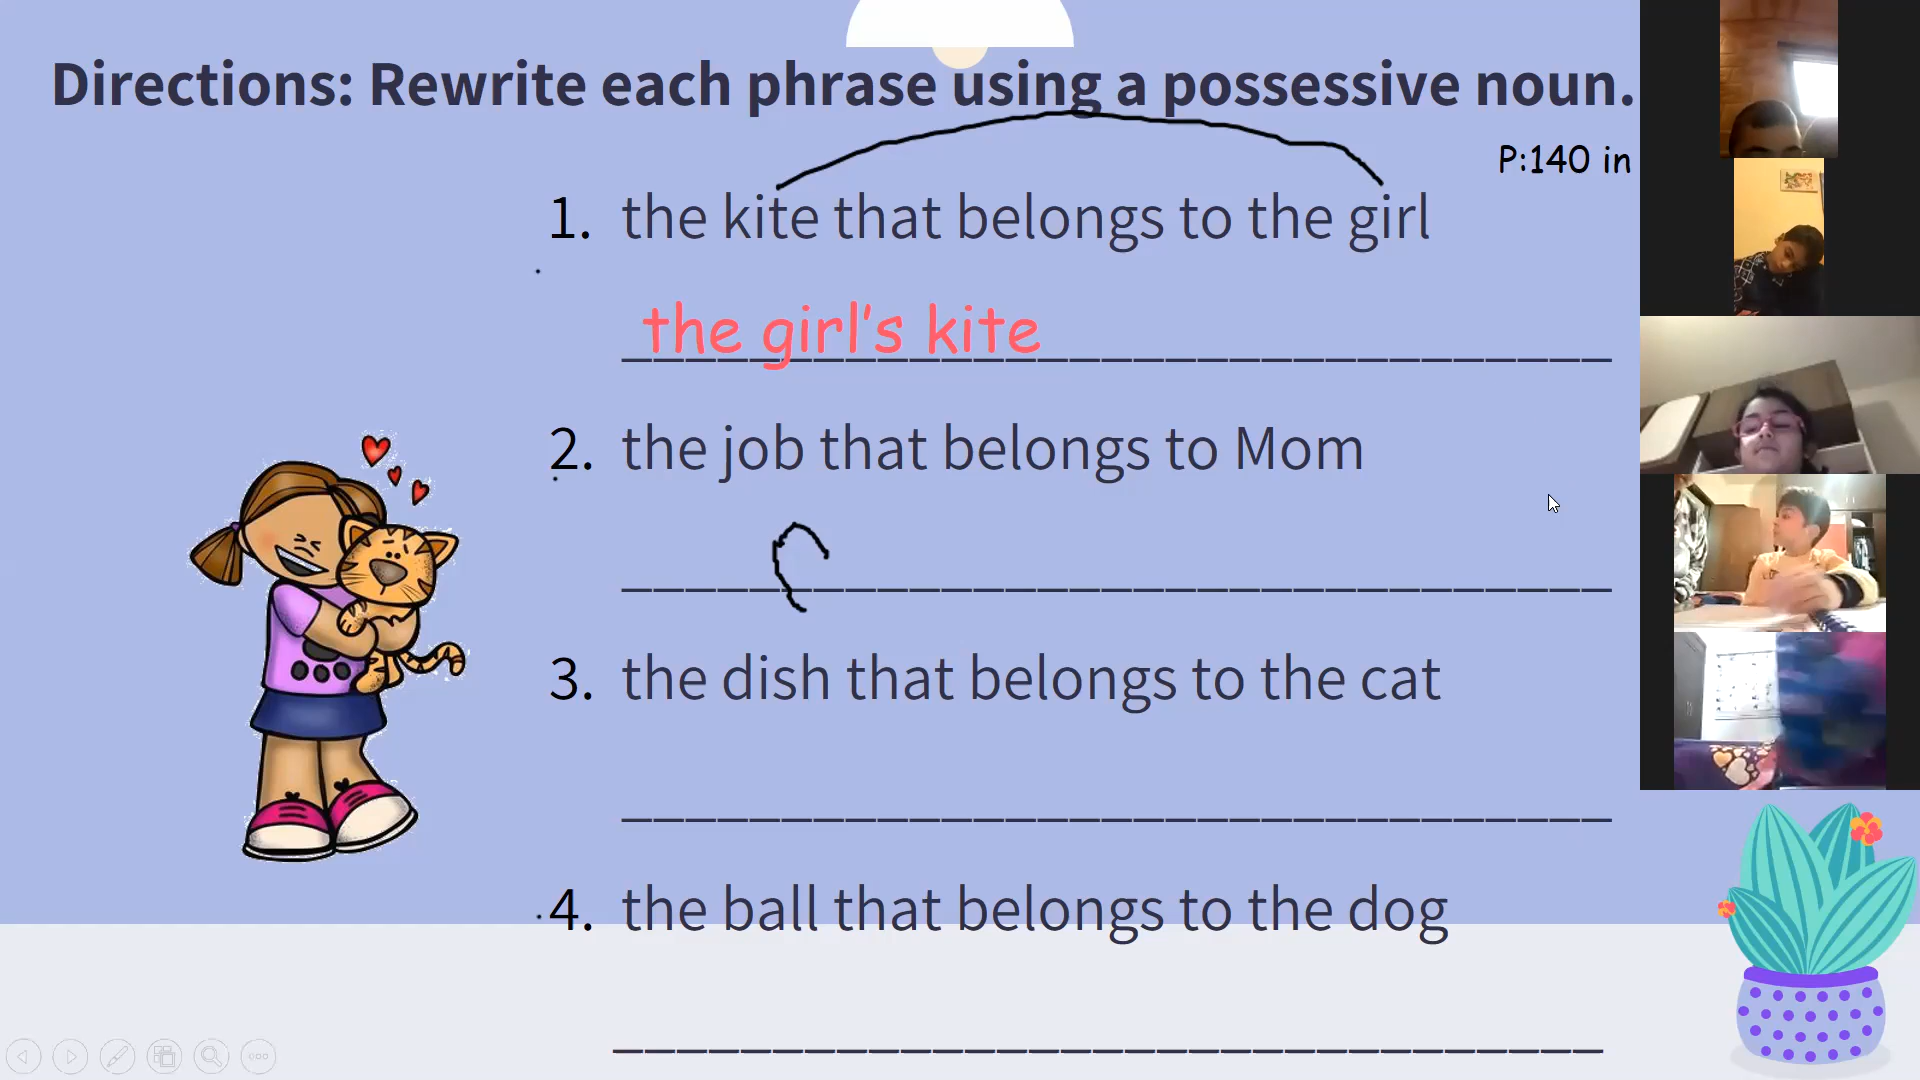 Directions: Rewrite each phrase using a possessive noun.
P:140 in
1. the kite that belongs to the girl
the girl's kite
2. the job that belongs to Mom
3. the dish that belongs to the cat
4. the ball that belongs to the dog